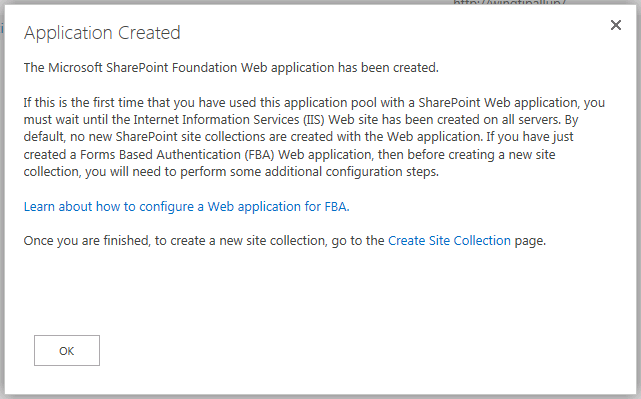 Application Created
The Microsoft SharePoint Foundation Web application has been created.
If this is the first time that you have used this application pool with a SharePoint Web application, you
must wait until the Internet Information Services (IIS) Web site has been created on all servers. By
default, no new SharePoint site collections are created with the Web application. If you have just
created a Forms Based Authentication (FBA) Web application, then before creating a new site
collection, you will need to perform some additional configuration steps.
Learn about how to configure a Web application for FBA.
Once you are finished, to create a new site collection, go to the Create Site Collection page.
OK